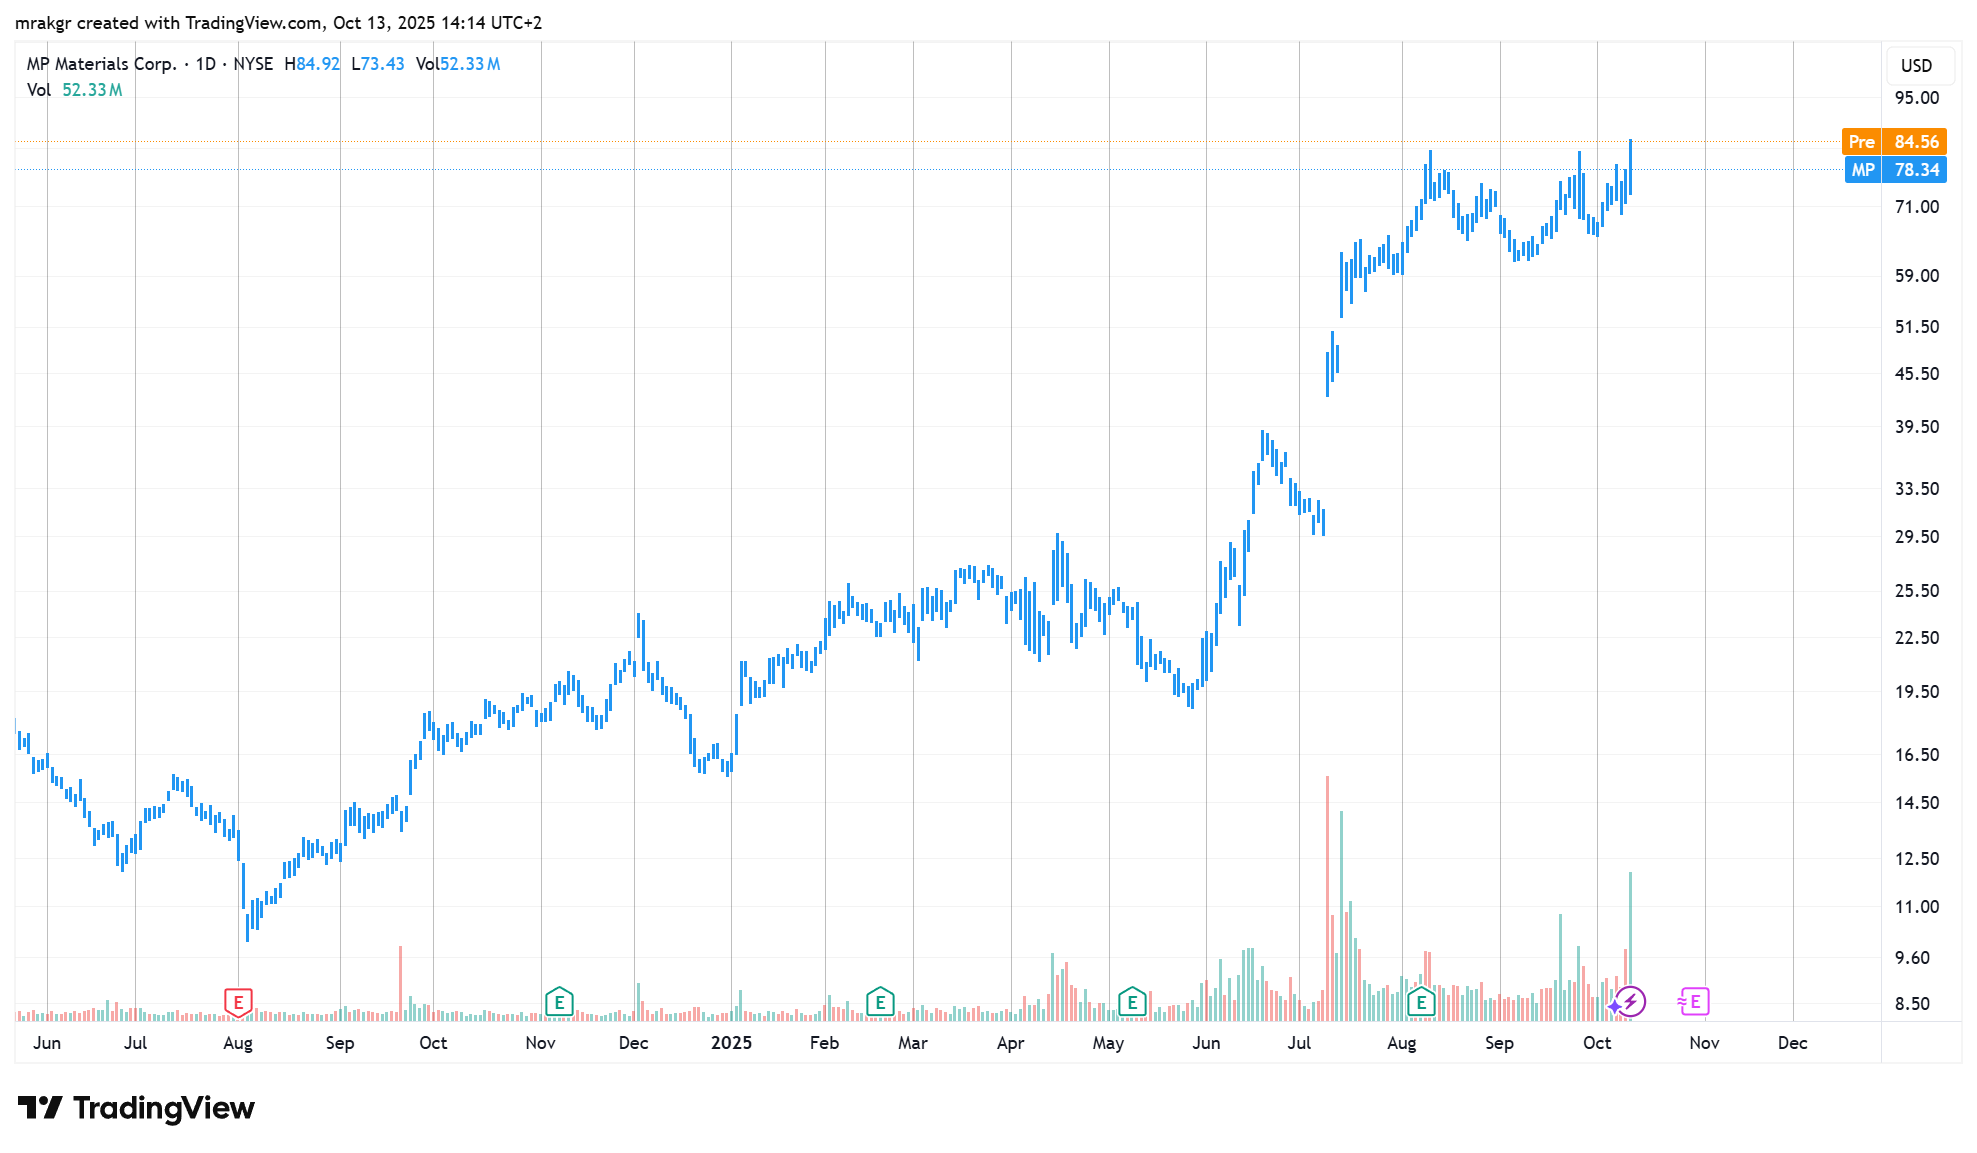 mrakgr created with TradingView.com, Oct 13, 2025 14:14 UTC+2
MP Materials Corp. · 1D · NYSE H84.92 L73.43 Vol52.33M
Vol 52.33M
USD
95.00
Pre 84.56
MP 78.34
71.00
59.00
51.50
45.50
39.50
33.50
29.50
25.50
22.50
19.50
16.50
14.50
12.50
11.00
9.60
8.50
E E E E E ≈E
Jun Jul Aug Sep Oct Nov Dec 2025 Feb Mar Apr May Jun Jul Aug Sep Oct Nov Dec
TradingView